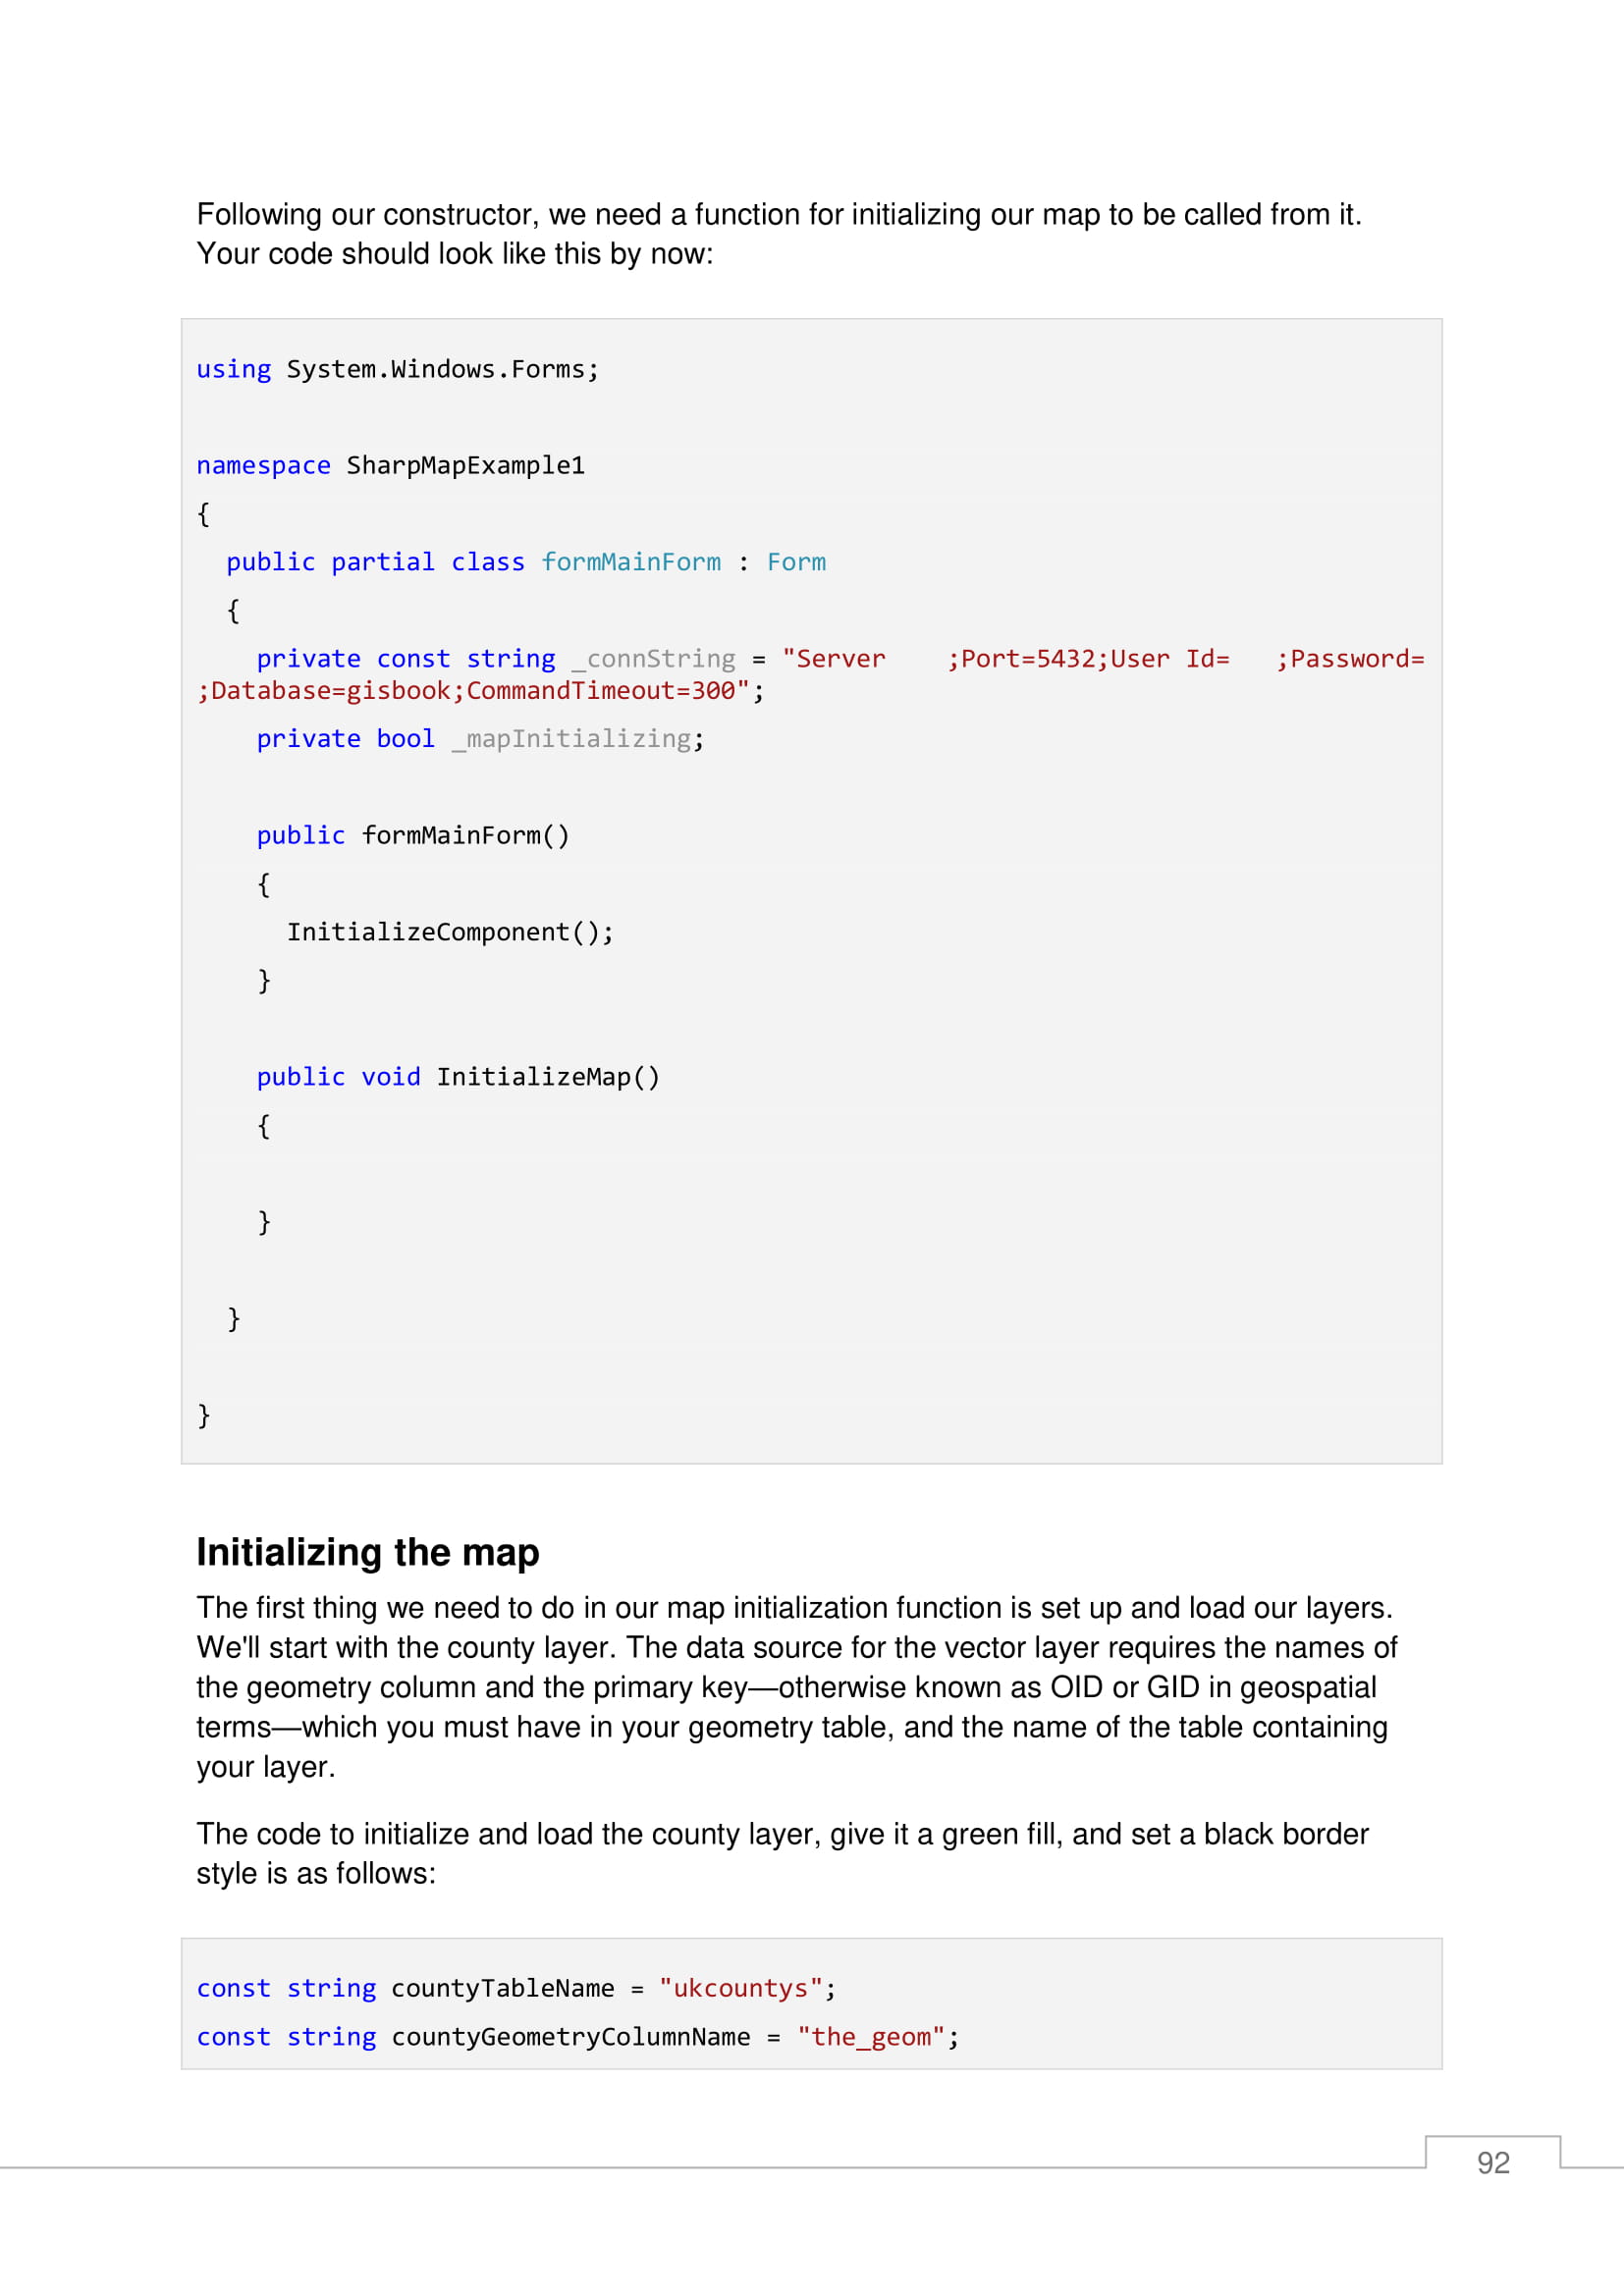 Following our constructor, we need a function for initializing our map to be called from it.
Your code should look like this by now:
using System.Windows.Forms;
namespace SharpMapExample1
{
  public partial class formMainForm : Form
  {
    private const string _connString = "Server    ;Port=5432;User Id=   ;Password=
;Database=gisbook;CommandTimeout=300";
    private bool _mapInitializing;
    public formMainForm()
    {
      InitializeComponent();
    }
    public void InitializeMap()
    {
    }
  }
}
Initializing the map
The first thing we need to do in our map initialization function is set up and load our layers.
We'll start with the county layer. The data source for the vector layer requires the names of
the geometry column and the primary key—otherwise known as OID or GID in geospatial
terms—which you must have in your geometry table, and the name of the table containing
your layer.
The code to initialize and load the county layer, give it a green fill, and set a black border
style is as follows:
const string countyTableName = "ukcountys";
const string countyGeometryColumnName = "the_geom";
92